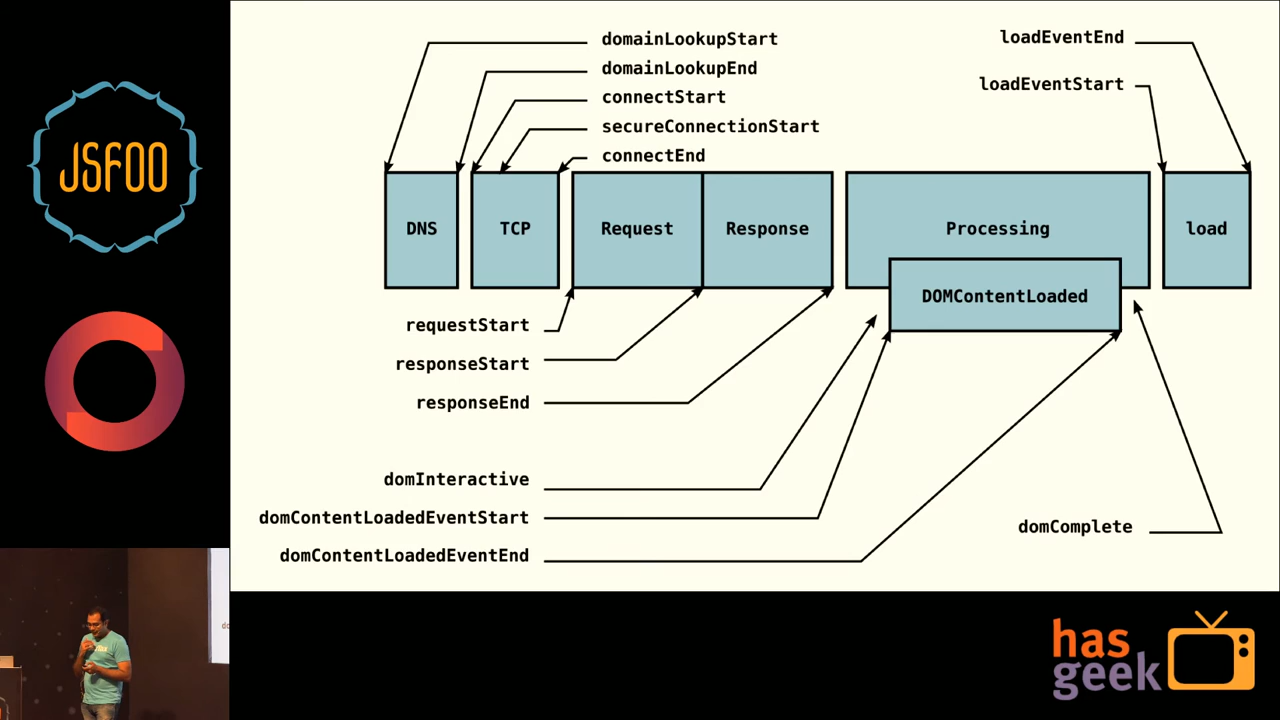 JSFOO
domainLookupStart
domainLookupEnd
connectStart
secureConnectionStart
connectEnd
loadEventEnd
loadEventStart
DNS
TCP
Request
Response
Processing
load
DOMContentLoaded
requestStart
responseStart
responseEnd
domInteractive
domContentLoadedEventStart
domContentLoadedEventEnd
domComplete
has
geek